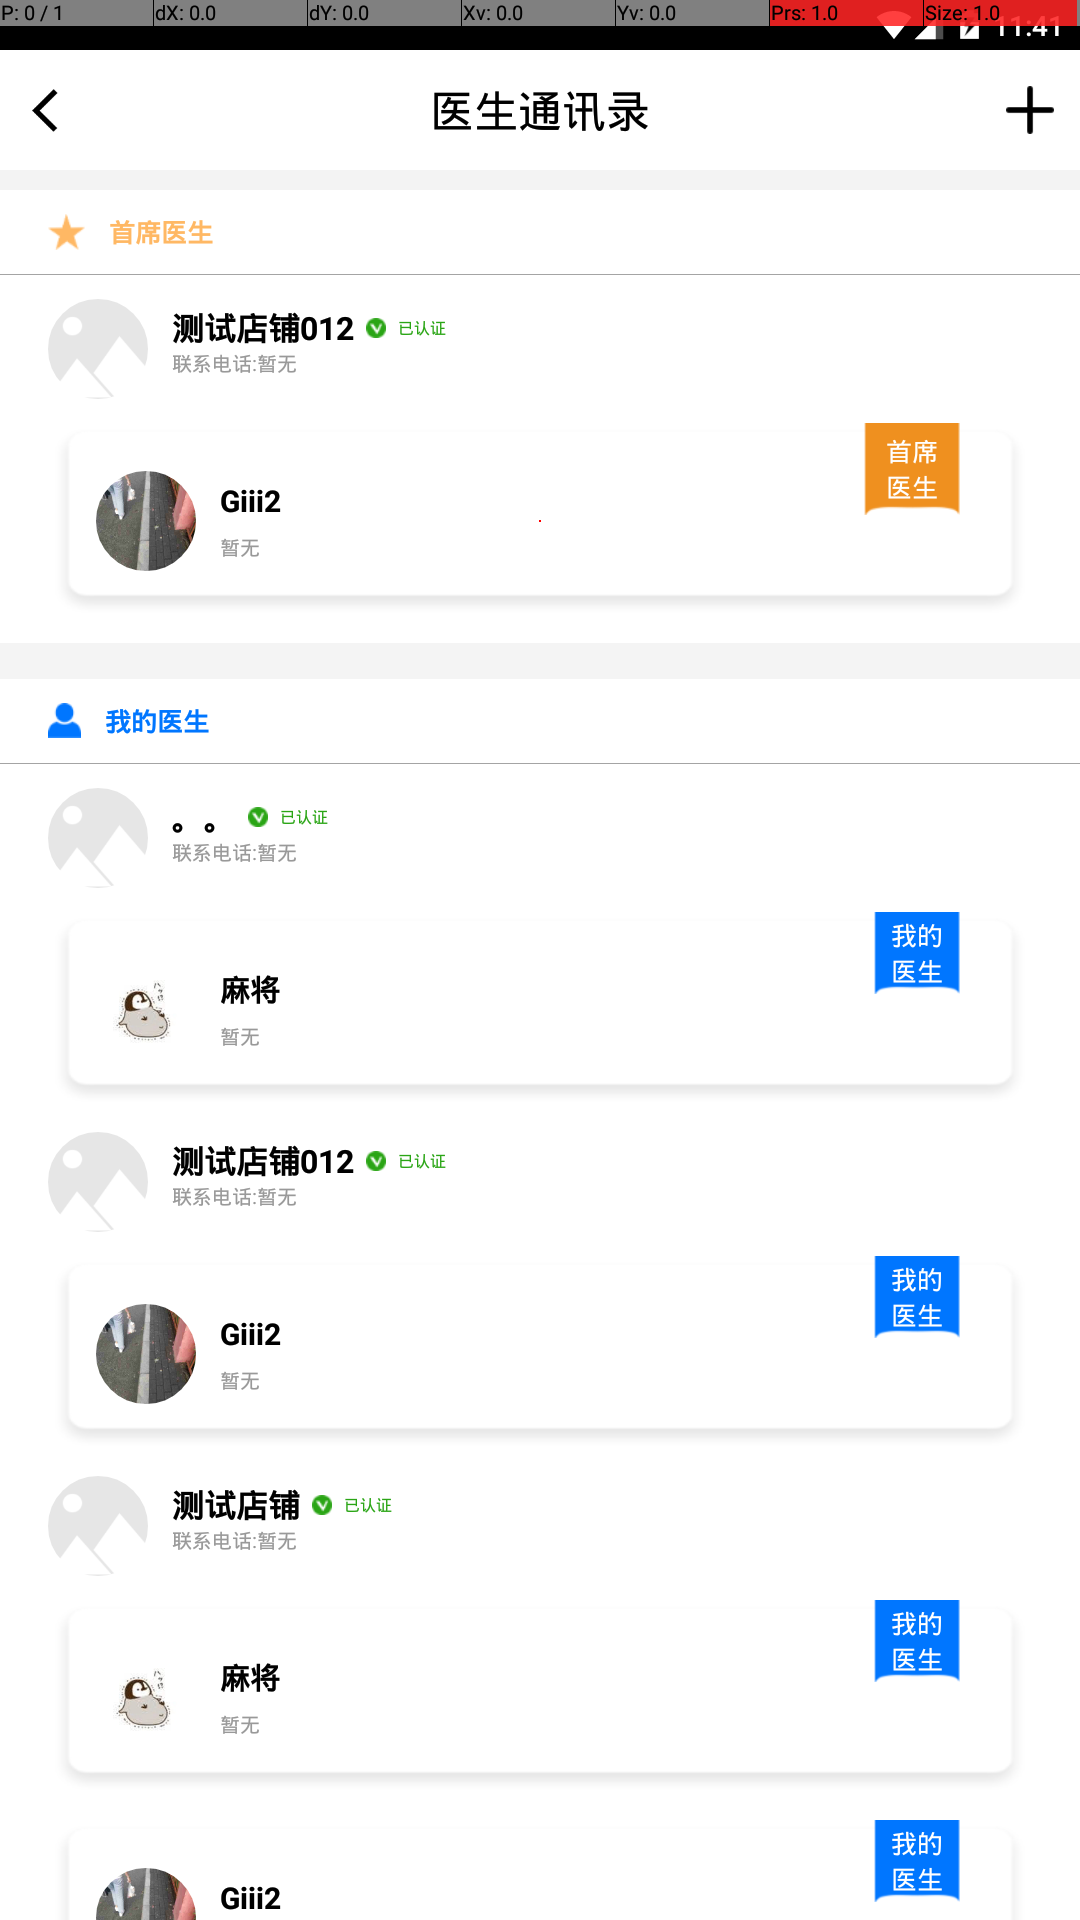 P: 0 / 1 dX: 0.0 dY: 0.0 Xv: 0.0 Yv: 0.0 Prs: 1.0 Size: 1.0
11:41
医生通讯录
首席医生
测试店铺012 已认证
联系电话:暂无
首席
医生
Giii2
暂无
我的医生
。。 已认证
联系电话:暂无
我的
医生
麻将
暂无
测试店铺012 已认证
联系电话:暂无
我的
医生
Giii2
暂无
测试店铺 已认证
联系电话:暂无
我的
医生
麻将
暂无
我的
医生
Giii2